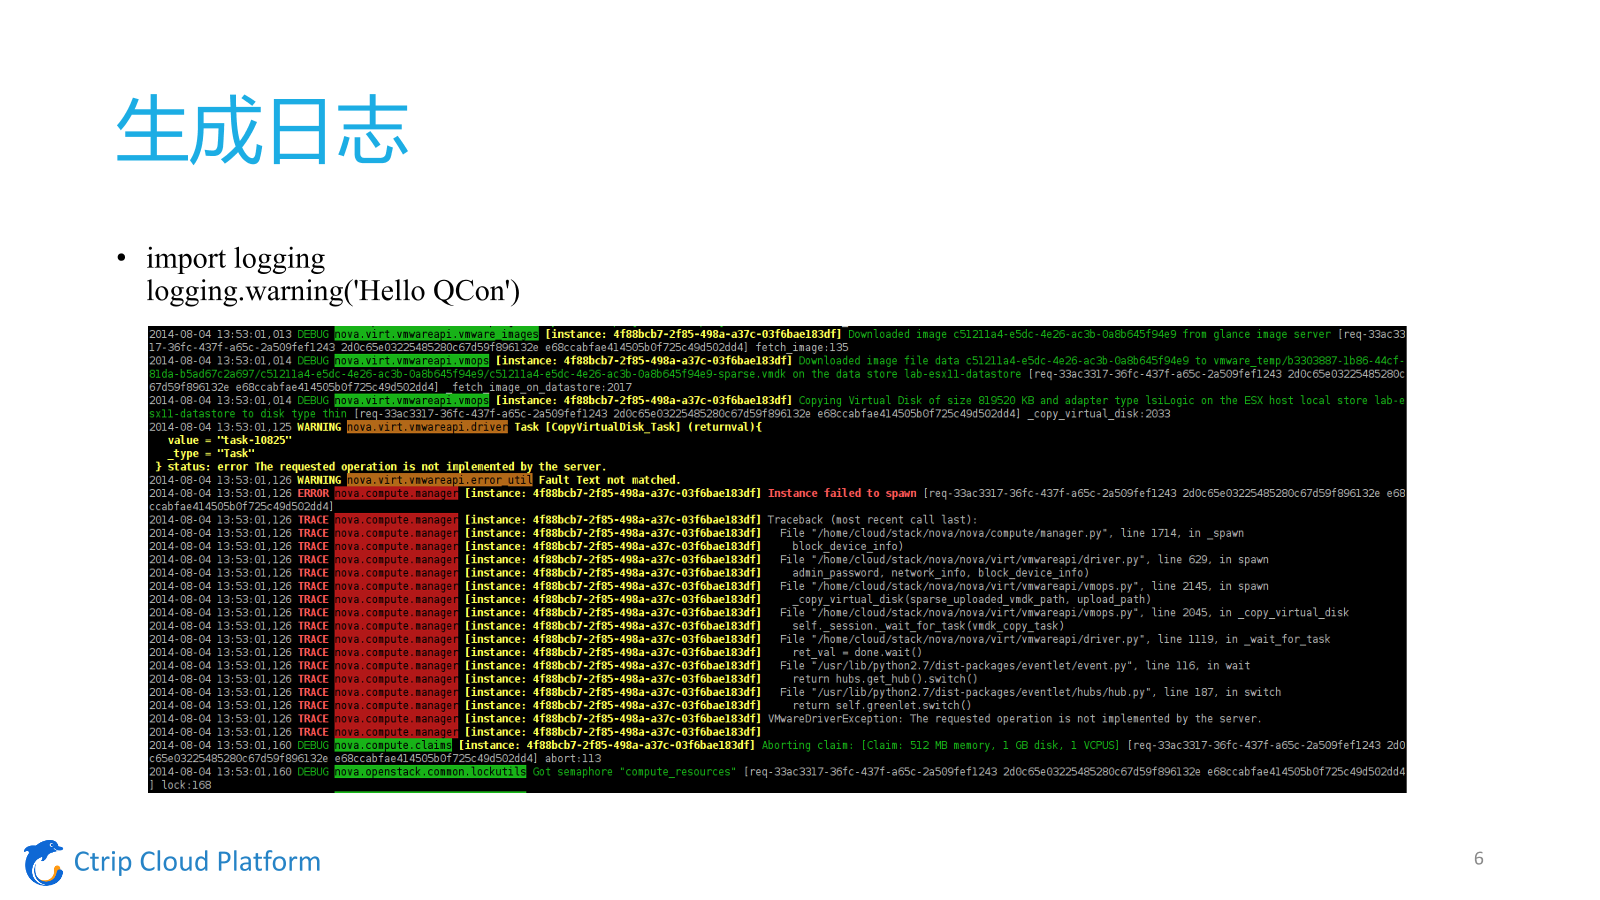 生成日志
• import logging
logging.warning('Hello QCon')
2014-08-04 13:53:01,013 DEBUG nova.virt.vmwareapi.vmware_images [instance: 4f88bcb7-2f85-498a-a37c-03f6bae183df] Downloaded image c51211a4-e5dc-4e26-ac3b-0a8b645f94e9 from glance image server [req-33ac33
17-36fc-437f-a65c-2a509fef1243 2d0c65e03225485280c67d59f896132e e68ccabfae414505b0f725c49d502dd4] fetch_image:135
2014-08-04 13:53:01,014 DEBUG nova.virt.vmwareapi.vmops [instance: 4f88bcb7-2f85-498a-a37c-03f6bae183df] Downloaded image file data c51211a4-e5dc-4e26-ac3b-0a8b645f94e9 to vmware_temp/b3303887-1b86-44cf-
81da-b5ad67c2a697/c51211a4-e5dc-4e26-ac3b-0a8b645f94e9/c51211a4-e5dc-4e26-ac3b-0a8b645f94e9-sparse.vmdk on the data store lab-esx11-datastore [req-33ac3317-36fc-437f-a65c-2a509fef1243 2d0c65e03225485280c
67d59f896132e e68ccabfae414505b0f725c49d502dd4] _fetch_image_on_datastore:2017
2014-08-04 13:53:01,014 DEBUG nova.virt.vmwareapi.vmops [instance: 4f88bcb7-2f85-498a-a37c-03f6bae183df] Copying Virtual Disk of size 819520 KB and adapter type lsiLogic on the ESX host local store lab-e
sx11-datastore to disk type thin [req-33ac3317-36fc-437f-a65c-2a509fef1243 2d0c65e03225485280c67d59f896132e e68ccabfae414505b0f725c49d502dd4] _copy_virtual_disk:2033
2014-08-04 13:53:01,125 WARNING nova.virt.vmwareapi.driver Task [CopyVirtualDisk_Task] (returnval){
value = "task-10825"
_type = "Task"
} status: error The requested operation is not implemented by the server.
2014-08-04 13:53:01,126 WARNING nova.virt.vmwareapi.error_util Fault Text not matched.
2014-08-04 13:53:01,126 ERROR nova.compute.manager [instance: 4f88bcb7-2f85-498a-a37c-03f6bae183df] Instance failed to spawn [req-33ac3317-36fc-437f-a65c-2a509fef1243 2d0c65e03225485280c67d59f896132e e68
ccabfae414505b0f725c49d502dd4]
2014-08-04 13:53:01,126 TRACE nova.compute.manager [instance: 4f88bcb7-2f85-498a-a37c-03f6bae183df] Traceback (most recent call last):
2014-08-04 13:53:01,126 TRACE nova.compute.manager [instance: 4f88bcb7-2f85-498a-a37c-03f6bae183df] File "/home/cloud/stack/nova/nova/compute/manager.py", line 1714, in _spawn
2014-08-04 13:53:01,126 TRACE nova.compute.manager [instance: 4f88bcb7-2f85-498a-a37c-03f6bae183df] block_device_info)
2014-08-04 13:53:01,126 TRACE nova.compute.manager [instance: 4f88bcb7-2f85-498a-a37c-03f6bae183df] File "/home/cloud/stack/nova/nova/virt/vmwareapi/driver.py", line 629, in spawn
2014-08-04 13:53:01,126 TRACE nova.compute.manager [instance: 4f88bcb7-2f85-498a-a37c-03f6bae183df] admin_password, network_info, block_device_info)
2014-08-04 13:53:01,126 TRACE nova.compute.manager [instance: 4f88bcb7-2f85-498a-a37c-03f6bae183df] File "/home/cloud/stack/nova/nova/virt/vmwareapi/vmops.py", line 2145, in spawn
2014-08-04 13:53:01,126 TRACE nova.compute.manager [instance: 4f88bcb7-2f85-498a-a37c-03f6bae183df] _copy_virtual_disk(sparse_uploaded_vmdk_path, upload_path)
2014-08-04 13:53:01,126 TRACE nova.compute.manager [instance: 4f88bcb7-2f85-498a-a37c-03f6bae183df] File "/home/cloud/stack/nova/nova/virt/vmwareapi/vmops.py", line 2045, in _copy_virtual_disk
2014-08-04 13:53:01,126 TRACE nova.compute.manager [instance: 4f88bcb7-2f85-498a-a37c-03f6bae183df] self._session._wait_for_task(vmdk_copy_task)
2014-08-04 13:53:01,126 TRACE nova.compute.manager [instance: 4f88bcb7-2f85-498a-a37c-03f6bae183df] File "/home/cloud/stack/nova/nova/virt/vmwareapi/driver.py", line 1119, in _wait_for_task
2014-08-04 13:53:01,126 TRACE nova.compute.manager [instance: 4f88bcb7-2f85-498a-a37c-03f6bae183df] ret_val = done.wait()
2014-08-04 13:53:01,126 TRACE nova.compute.manager [instance: 4f88bcb7-2f85-498a-a37c-03f6bae183df] File "/usr/lib/python2.7/dist-packages/eventlet/event.py", line 116, in wait
2014-08-04 13:53:01,126 TRACE nova.compute.manager [instance: 4f88bcb7-2f85-498a-a37c-03f6bae183df] return hubs.get_hub().switch()
2014-08-04 13:53:01,126 TRACE nova.compute.manager [instance: 4f88bcb7-2f85-498a-a37c-03f6bae183df] File "/usr/lib/python2.7/dist-packages/eventlet/hubs/hub.py", line 187, in switch
2014-08-04 13:53:01,126 TRACE nova.compute.manager [instance: 4f88bcb7-2f85-498a-a37c-03f6bae183df] return self.greenlet.switch()
2014-08-04 13:53:01,126 TRACE nova.compute.manager [instance: 4f88bcb7-2f85-498a-a37c-03f6bae183df] VMwareDriverException: The requested operation is not implemented by the server.
2014-08-04 13:53:01,126 TRACE nova.compute.manager [instance: 4f88bcb7-2f85-498a-a37c-03f6bae183df]
2014-08-04 13:53:01,160 DEBUG nova.compute.claims [instance: 4f88bcb7-2f85-498a-a37c-03f6bae183df] Aborting claim: [Claim: 512 MB memory, 1 GB disk, 1 VCPUS] [req-33ac3317-36fc-437f-a65c-2a509fef1243 2d0
c65e03225485280c67d59f896132e e68ccabfae414505b0f725c49d502dd4] abort:113
2014-08-04 13:53:01,160 DEBUG nova.openstack.common.lockutils Got semaphore "compute_resources" [req-33ac3317-36fc-437f-a65c-2a509fef1243 2d0c65e03225485280c67d59f896132e e68ccabfae414505b0f725c49d502dd4
] lock:168
Ctrip Cloud Platform
6